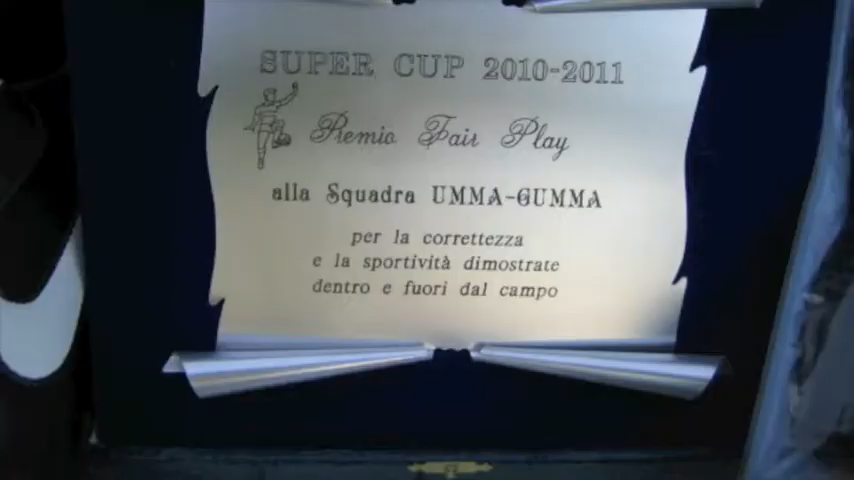 SUPER CUP 2010-2011
Premio Fair Play
alla Squadra UMMA-GUMMA
per la correttezza
e la sportività dimostrate
dentro e fuori dal campo